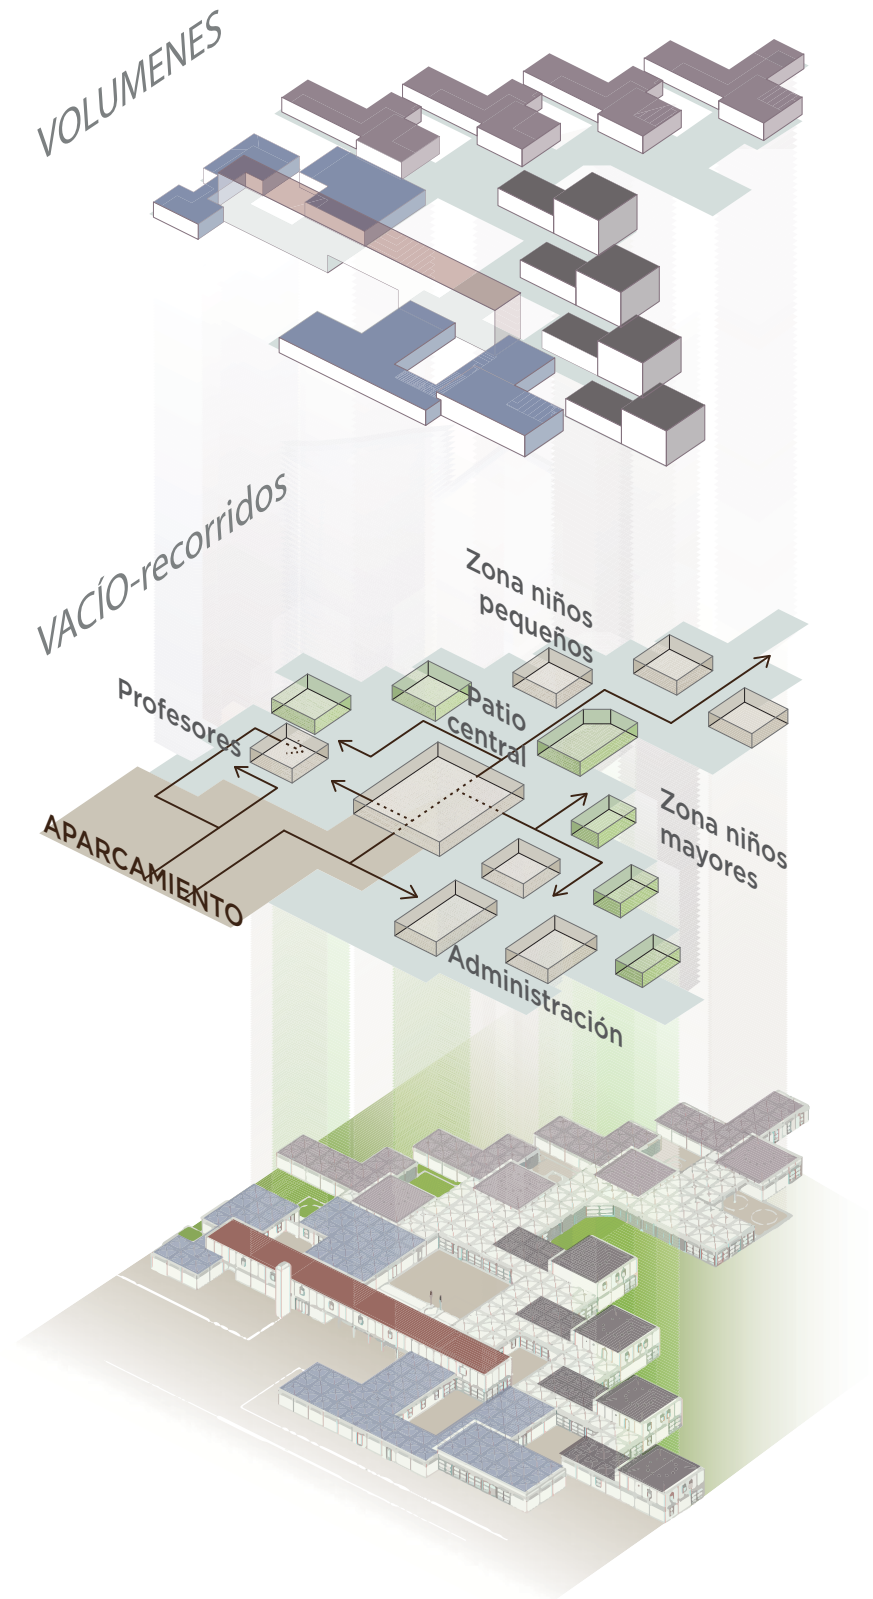 VOLUMENES
VACÍO-recorridos
Zona niños
pequeños
Profesores
Patio
central
Zona niños
mayores
APARCAMIENTO
Administración